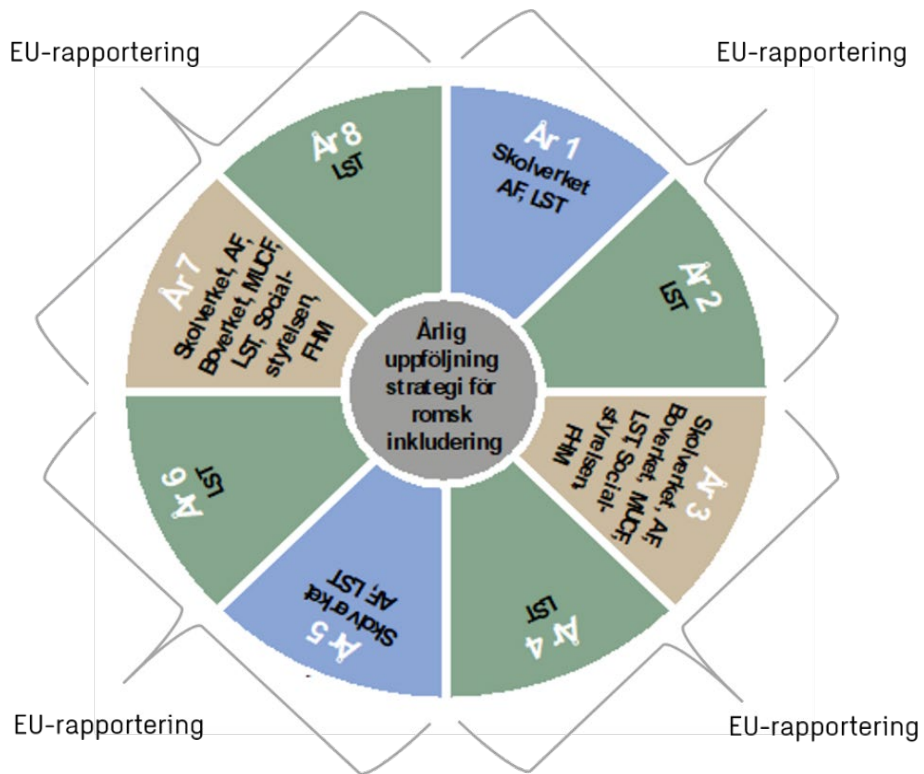 EU-rapportering
EU-rapportering
År 1
Skolverket
AF, LST
År 2
LST
År 3
Skolverket, AF,
Boverket, MUCF,
LST, Social-
styrelsen,
FHM
År 4
LST
År 5
Skolverket
AF, LST
År 6
LST
År 7
Skolverket, AF,
Boverket, MUCF,
LST, Social-
styrelsen,
FHM
År 8
LST
Årlig
uppföljning
strategi för
romsk
inkludering
EU-rapportering
EU-rapportering